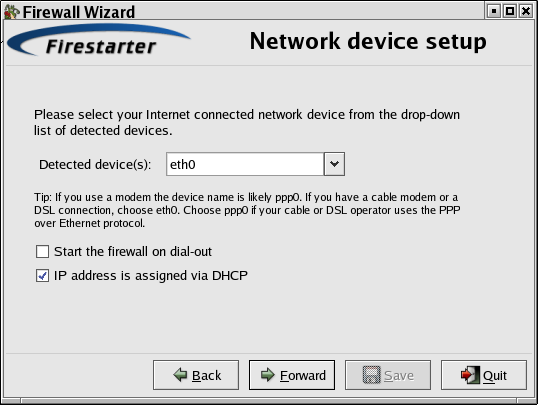 Firewall Wizard
Firestarter
Network device setup
Please select your Internet connected network device from the drop-down
list of detected devices.
Detected device(s): eth0
Tip: If you use a modem the device name is likely ppp0. If you have a cable modem or a
DSL connection, choose eth0. Choose ppp0 if your cable or DSL operator uses the PPP
over Ethernet protocol.
Start the firewall on dial-out
IP address is assigned via DHCP
Back Forward Save Quit